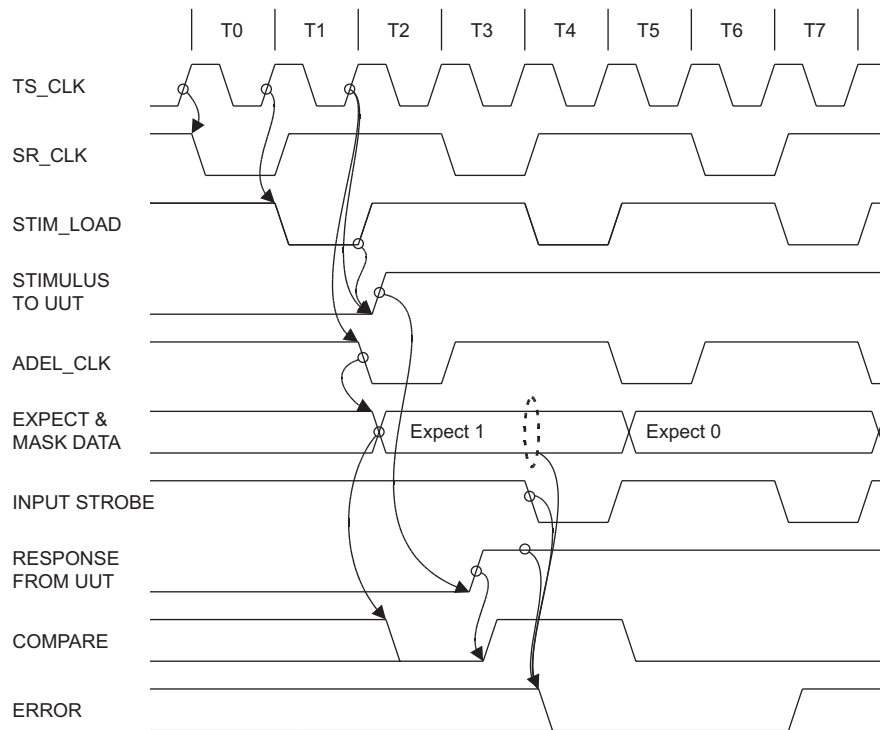 T0 T1 T2 T3 T4 T5 T6 T7
TS_CLK
SR_CLK
STIM_LOAD
STIMULUS
TO UUT
ADEL_CLK
EXPECT &
MASK DATA
Expect 1 Expect 0
INPUT STROBE
RESPONSE
FROM UUT
COMPARE
ERROR